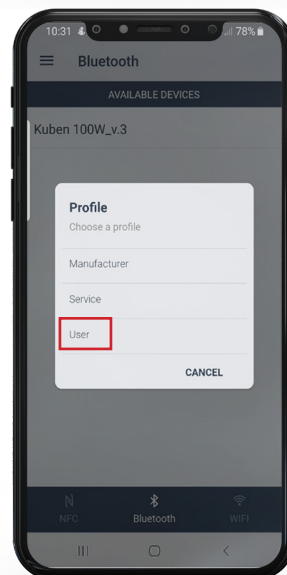 10:31 78%
Bluetooth
AVAILABLE DEVICES
Kuben 100W_v.3
Profile
Choose a profile
Manufacturer
Service
User
CANCEL
NFC Bluetooth WIFI